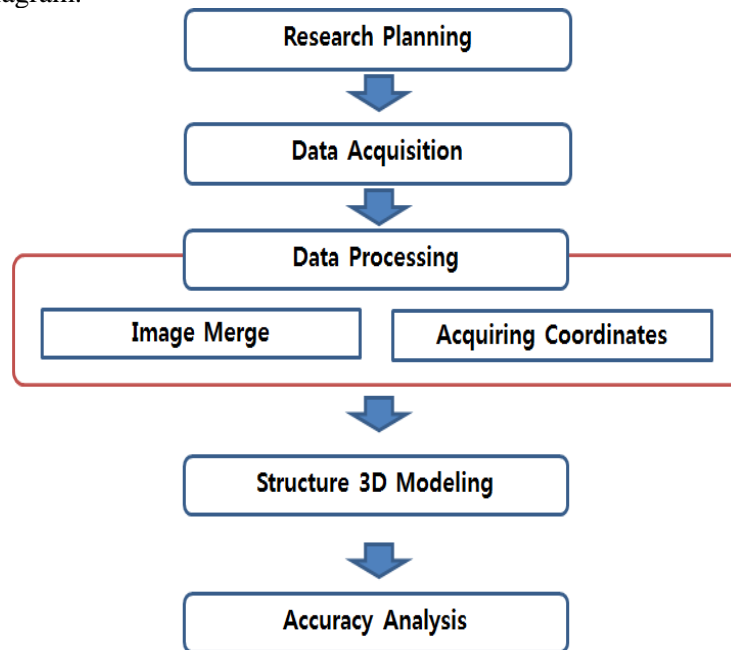 Research Planning
Data Acquisition
Data Processing
Image Merge
Acquiring Coordinates
Structure 3D Modeling
Accuracy Analysis